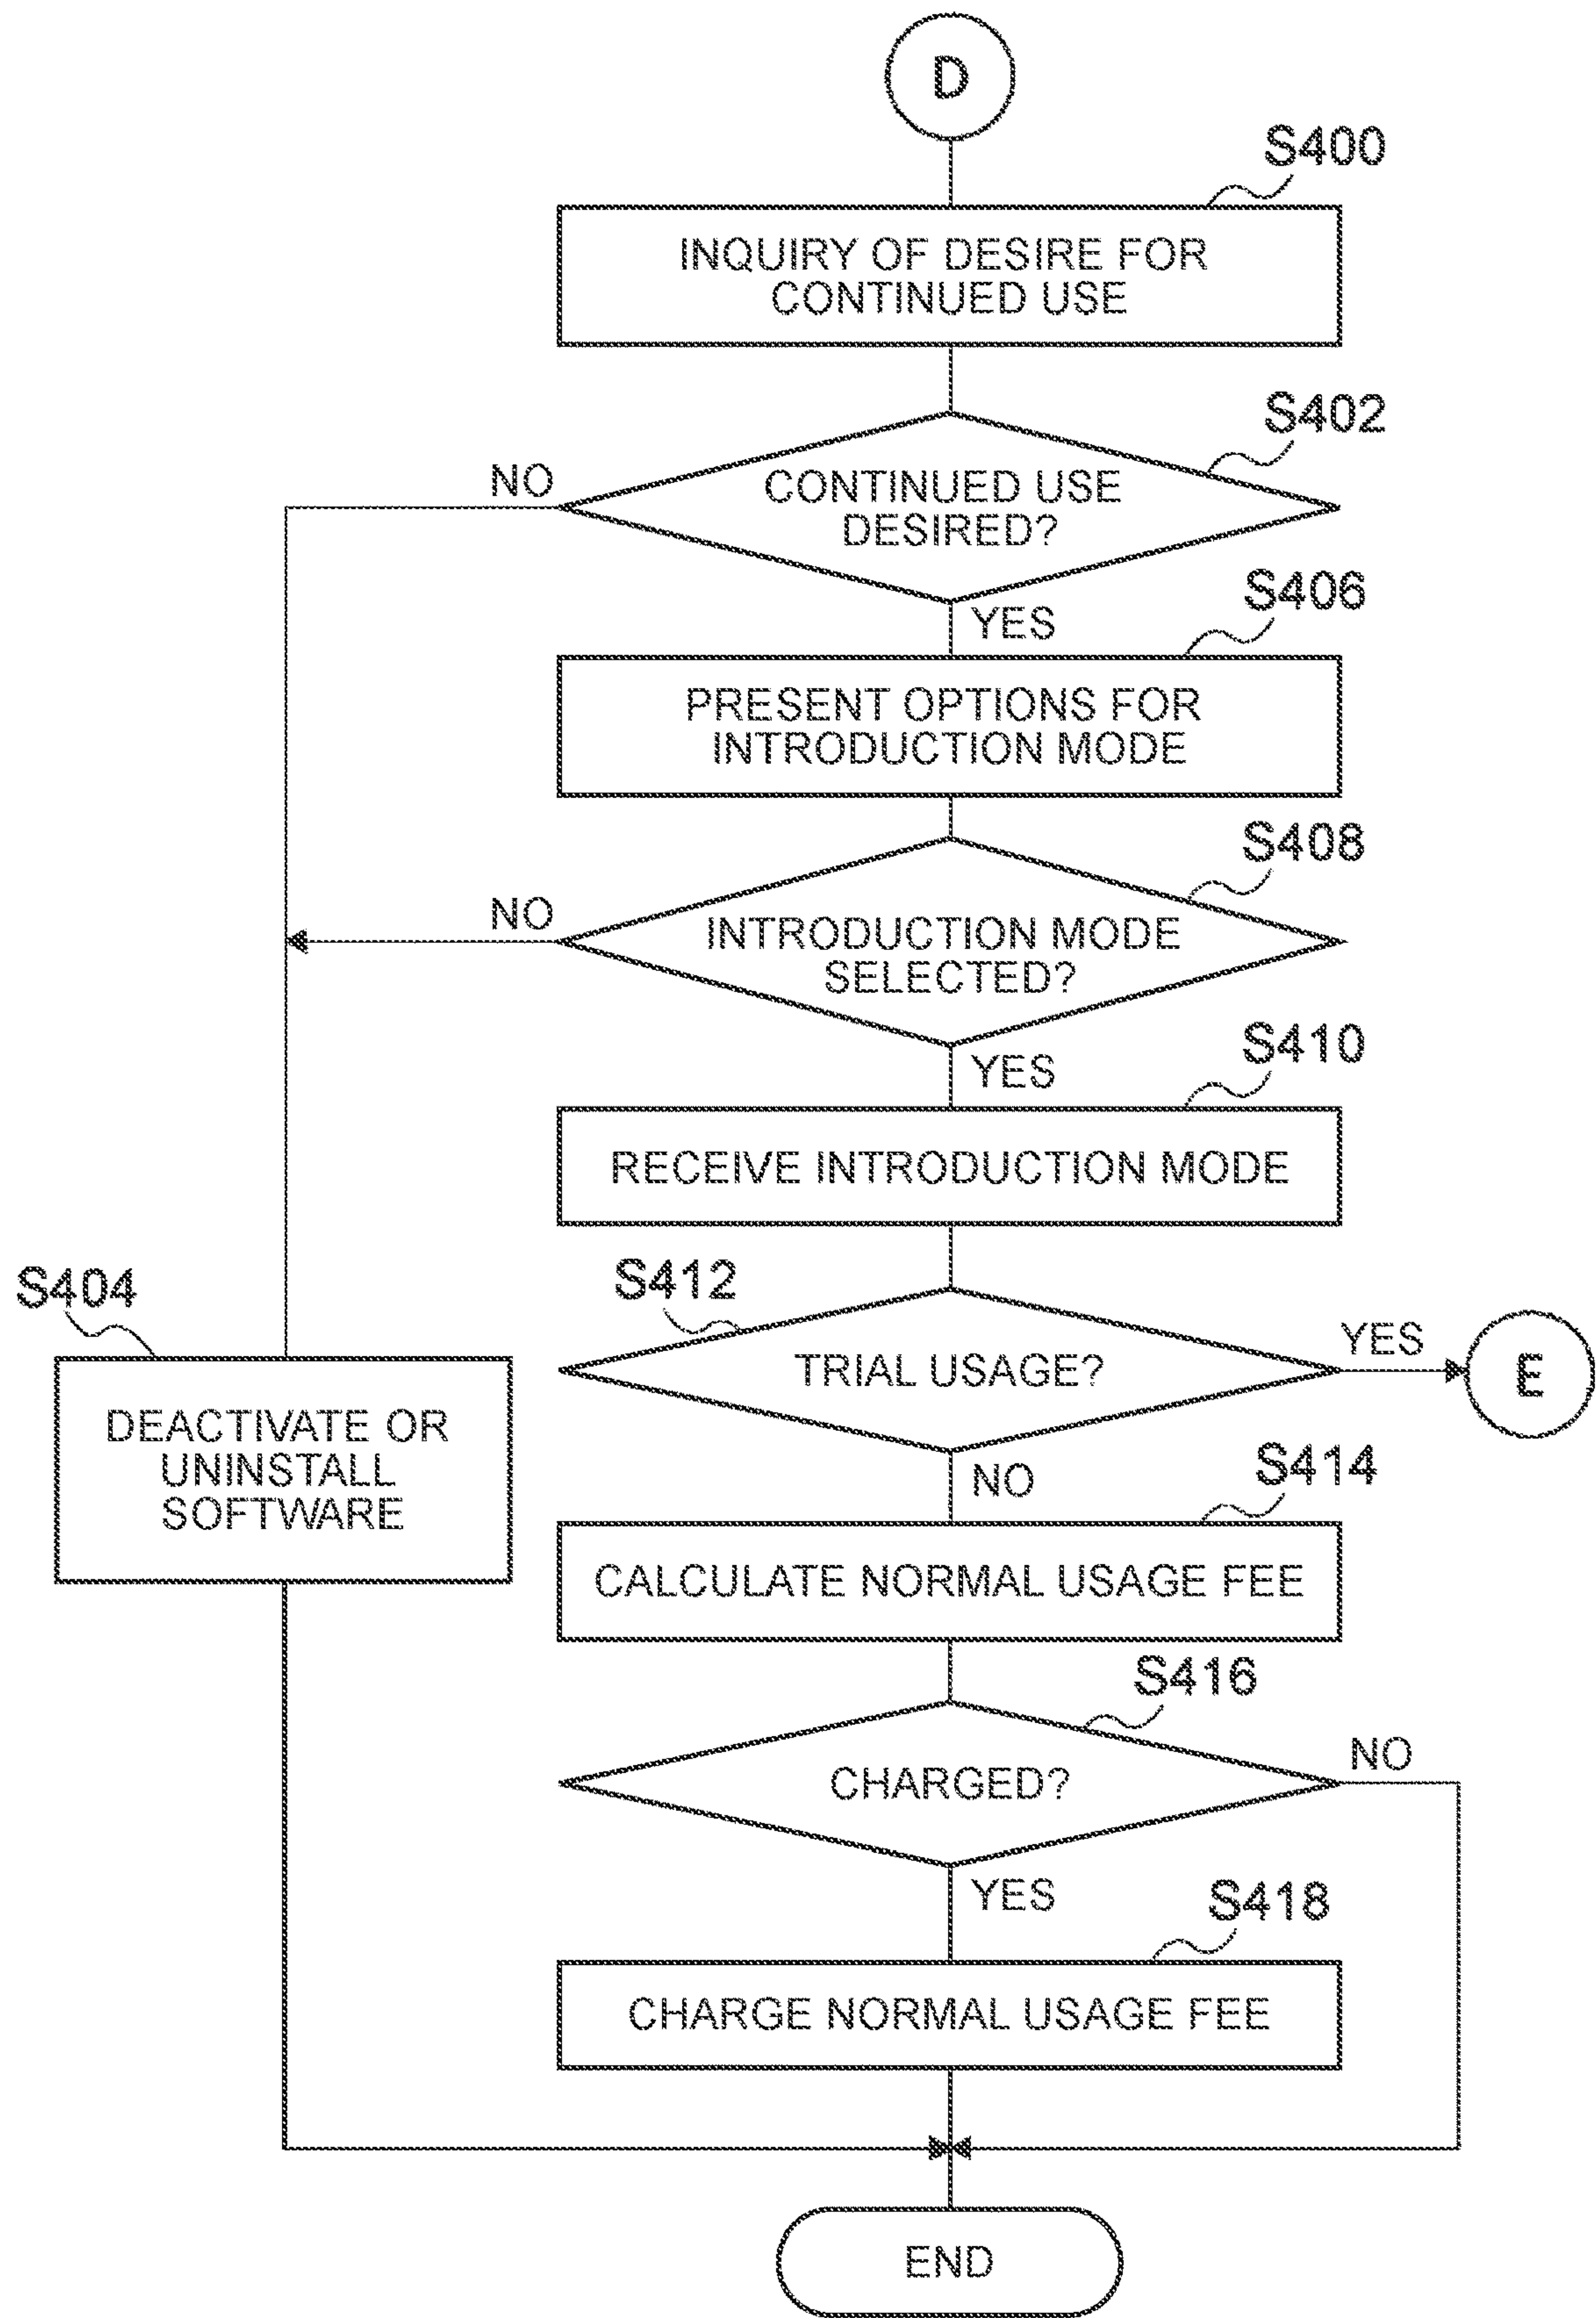 D
S400
INQUIRY OF DESIRE FOR
CONTINUED USE
S402
NO
CONTINUED USE
DESIRED?
YES
S406
PRESENT OPTIONS FOR
INTRODUCTION MODE
S408
NO
INTRODUCTION MODE
SELECTED?
YES
S410
RECEIVE INTRODUCTION MODE
S404
DEACTIVATE OR
UNINSTALL
SOFTWARE
S412
TRIAL USAGE?
YES
E
NO
S414
CALCULATE NORMAL USAGE FEE
S416
CHARGED?
NO
YES
S418
CHARGE NORMAL USAGE FEE
END